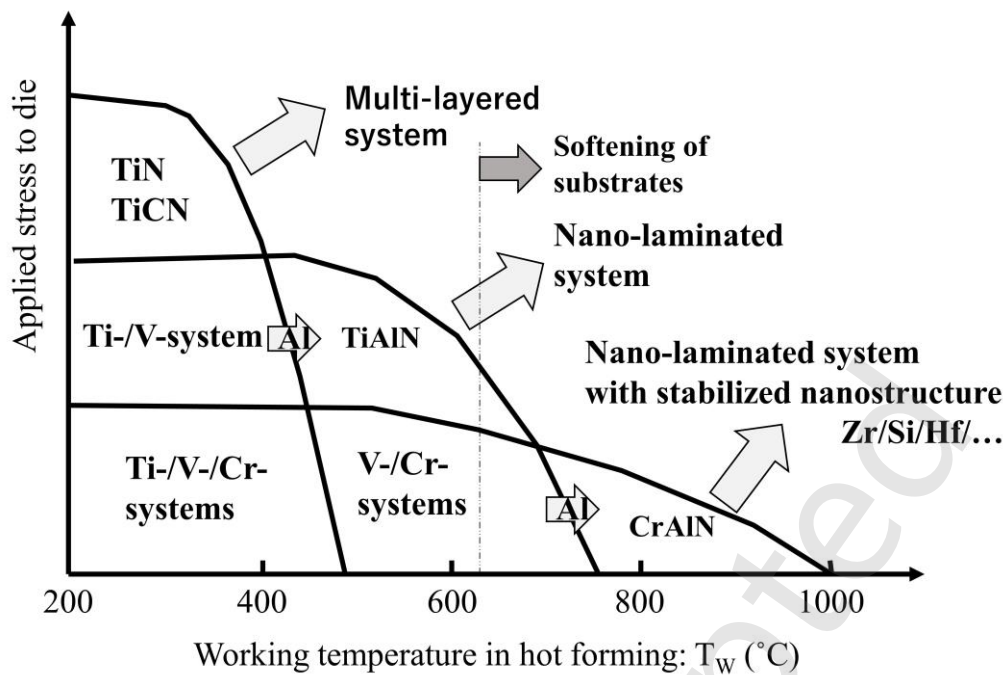 Applied stress to die
Multi-layered
system
Softening of
substrates
TiN
TiCN
Nano-laminated
system
Ti-/V-system
Al
TiAlN
Nano-laminated system
with stabilized nanostructure
Zr/Si/Hf/…
Ti-/V-/Cr-
systems
V-/Cr-
systems
Al
CrAlN
200
400
600
800
1000
Working temperature in hot forming: TW (˚C)
pted